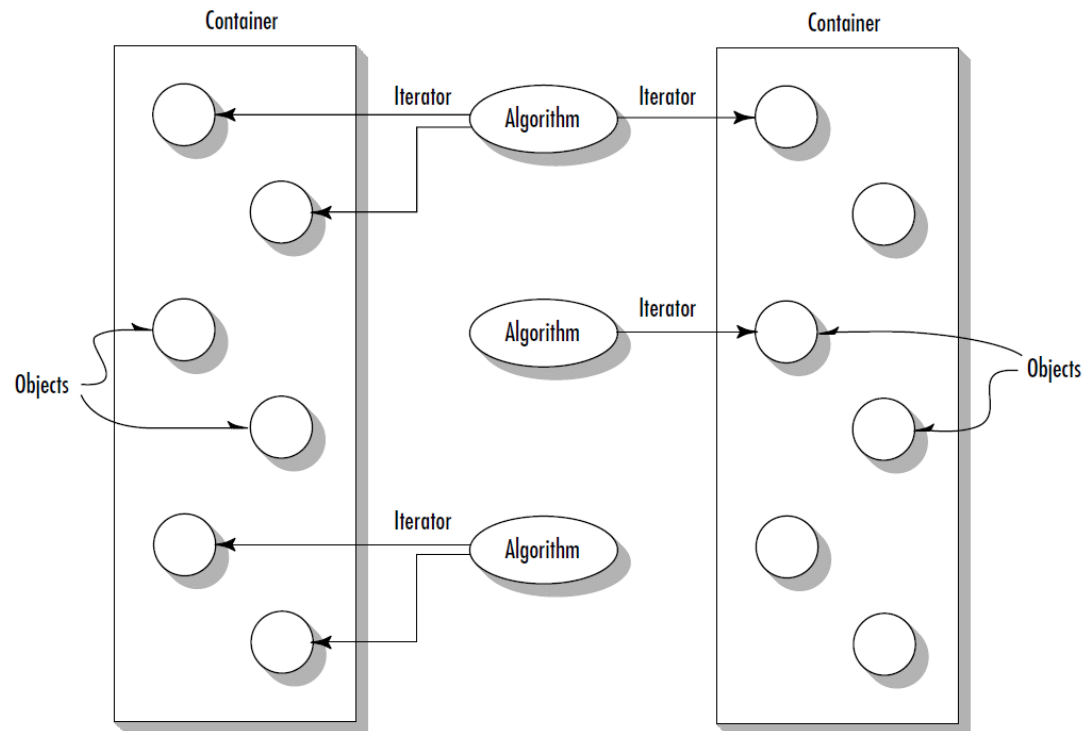 Container
Container
Iterator
Algorithm
Iterator
Algorithm
Iterator
Objects
Objects
Iterator
Algorithm